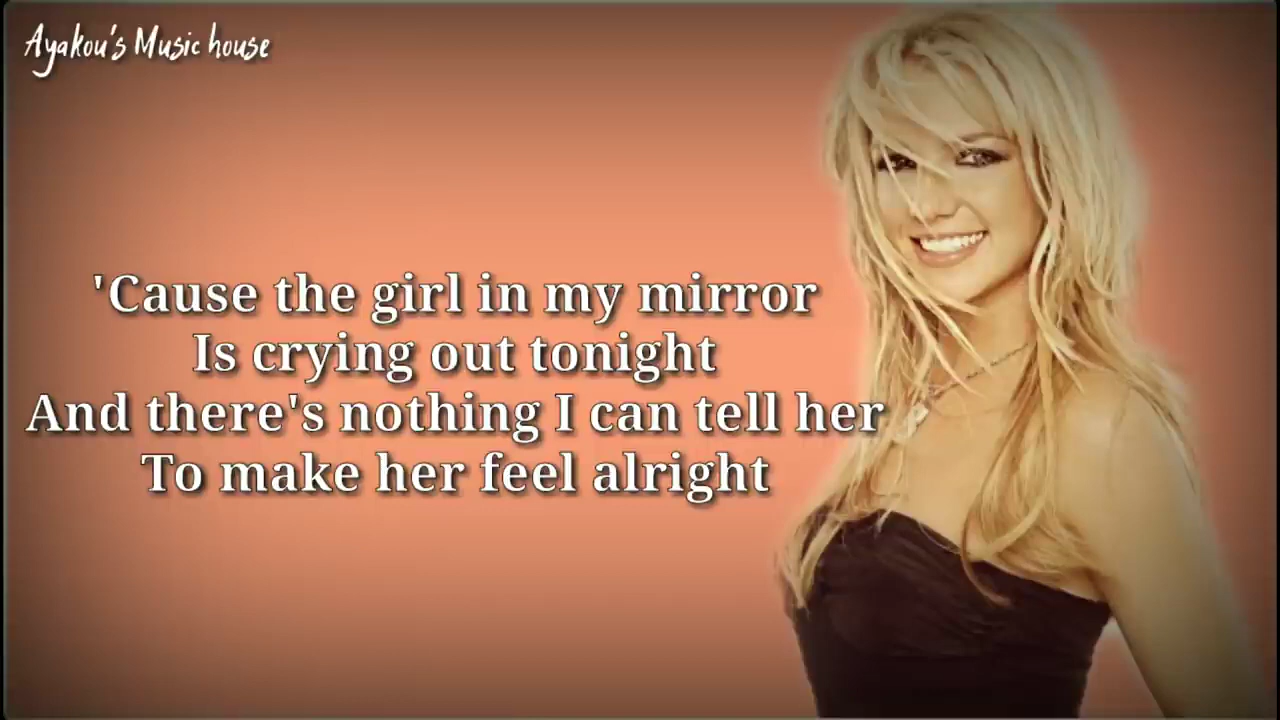 Ayakou's Music house
'Cause the girl in my mirror
Is crying out tonight
And there's nothing I can tell her
To make her feel alright